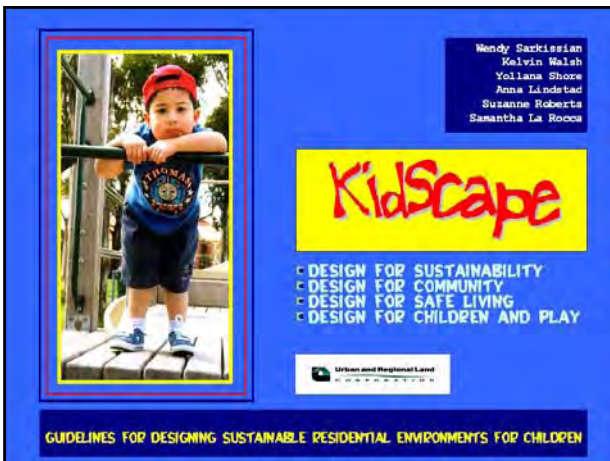 Wendy Sarkissian
Kelvin Walsh
Yollana Shore
Anna Lindstad
Suzanne Roberts
Samantha La Rocca
KidScape
DESIGN FOR SUSTAINABILITY
DESIGN FOR COMMUNITY
DESIGN FOR SAFE LIVING
DESIGN FOR CHILDREN AND PLAY
THOMAS
Urban and Regional Land
CORPORATION
GUIDELINES FOR DESIGNING SUSTAINABLE RESIDENTIAL ENVIRONMENTS FOR CHILDREN